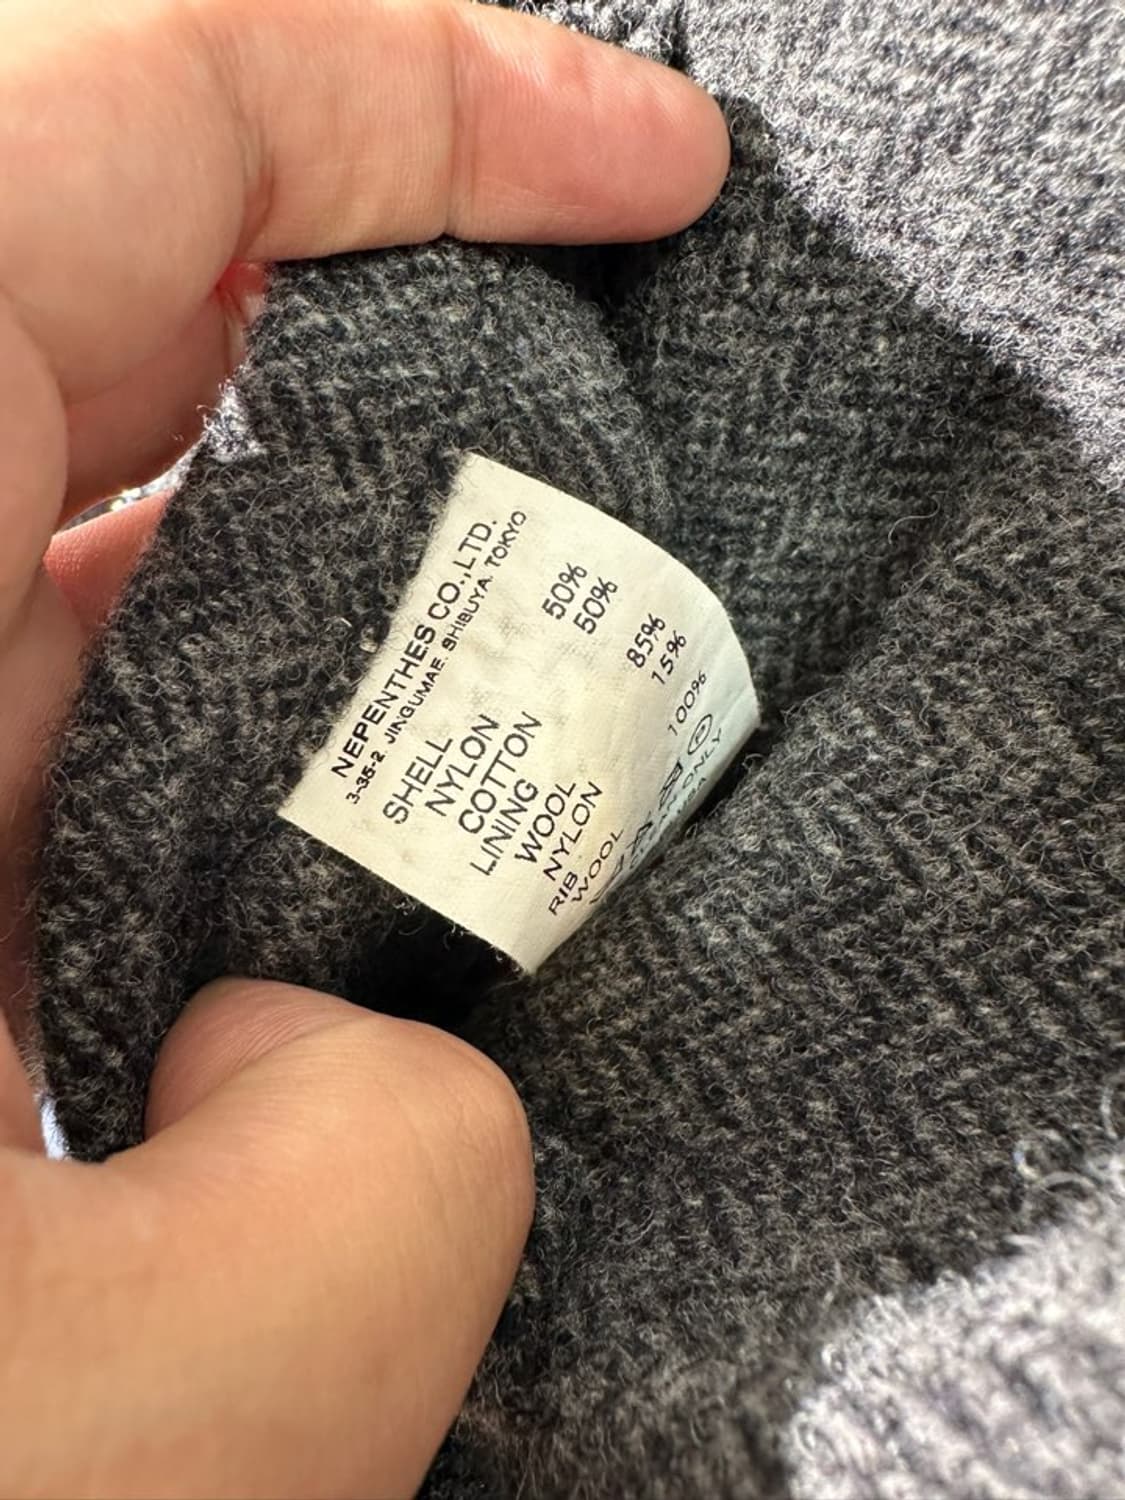 NEPENTHES CO.,LTD.
3-35-2 JINGUMAE. SHIBUYA. TOKYO
SHELL
NYLON 50%
COTTON 50%
LINING
WOOL 85%
NYLON 15%
RIB
WOOL 100%
ONLY